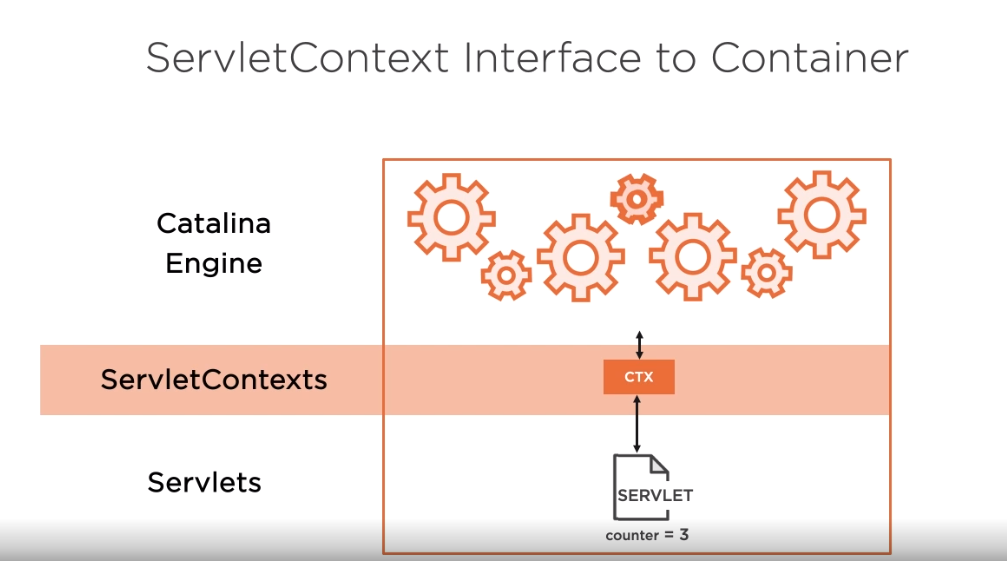 ServletContext Interface to Container
Catalina
Engine
ServletContexts
CTX
Servlets
SERVLET
counter = 3